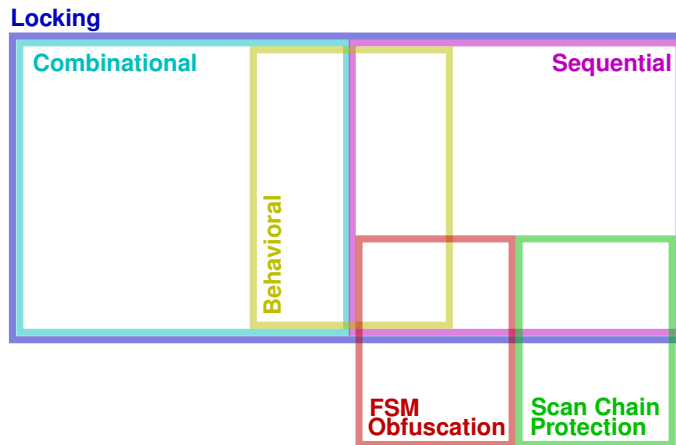 Locking
Combinational
Sequential
Behavioral
FSM
Obfuscation
Scan Chain
Protection